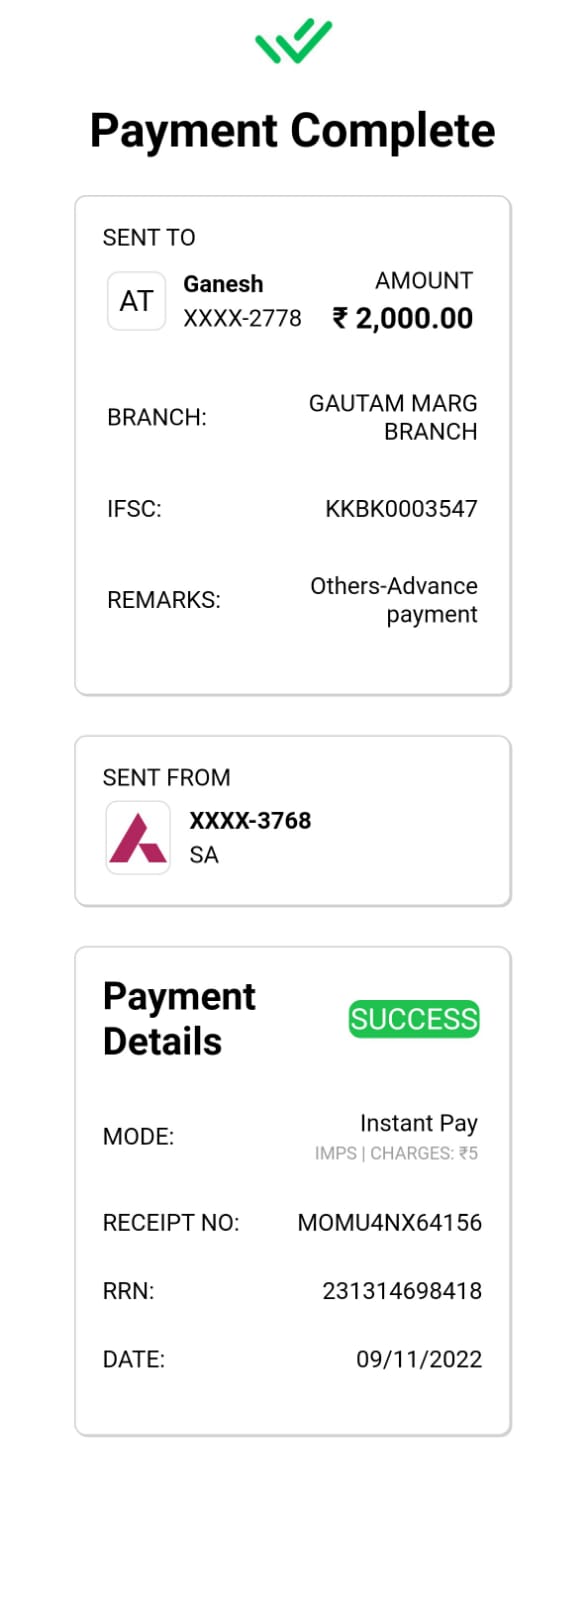 Payment Complete
SENT TO
AT
Ganesh
XXXX-2778
AMOUNT
₹ 2,000.00
BRANCH:
GAUTAM MARG
BRANCH
IFSC:
KKBK0003547
REMARKS:
Others-Advance
payment
SENT FROM
XXXX-3768
SA
Payment
Details
SUCCESS
MODE:
Instant Pay
IMPS | CHARGES: ₹5
RECEIPT NO:
MOMU4NX64156
RRN:
231314698418
DATE:
09/11/2022